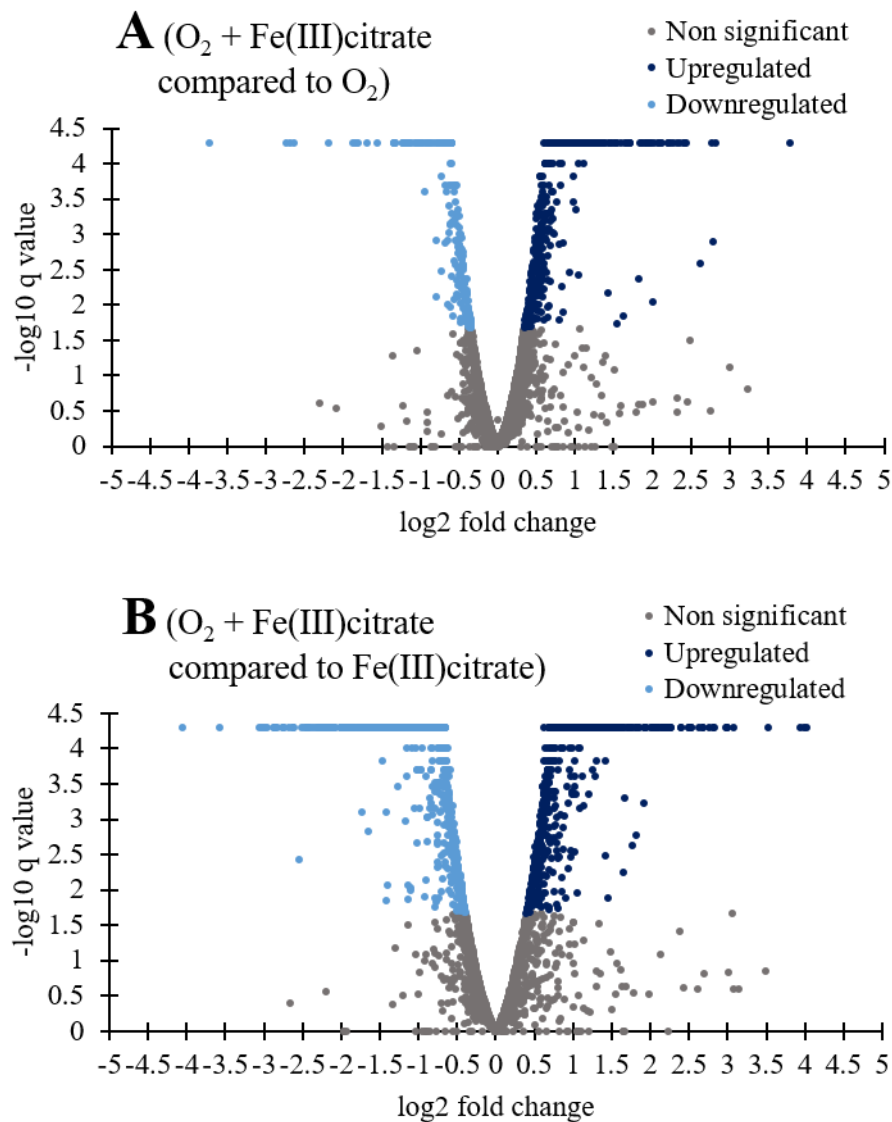 A (O₂ + Fe(III)citrate
compared to O₂)
Non significant
Upregulated
Downregulated
4.5
4
3.5
3
2.5
2
1.5
1
0.5
0
-log10 q value
-5 -4.5 -4 -3.5 -3 -2.5 -2 -1.5 -1 -0.5 0 0.5 1 1.5 2 2.5 3 3.5 4 4.5 5
log2 fold change
B (O₂ + Fe(III)citrate
compared to Fe(III)citrate)
Non significant
Upregulated
Downregulated
4.5
4
3.5
3
2.5
2
1.5
1
0.5
0
-log10 q value
-5 -4.5 -4 -3.5 -3 -2.5 -2 -1.5 -1 -0.5 0 0.5 1 1.5 2 2.5 3 3.5 4 4.5 5
log2 fold change